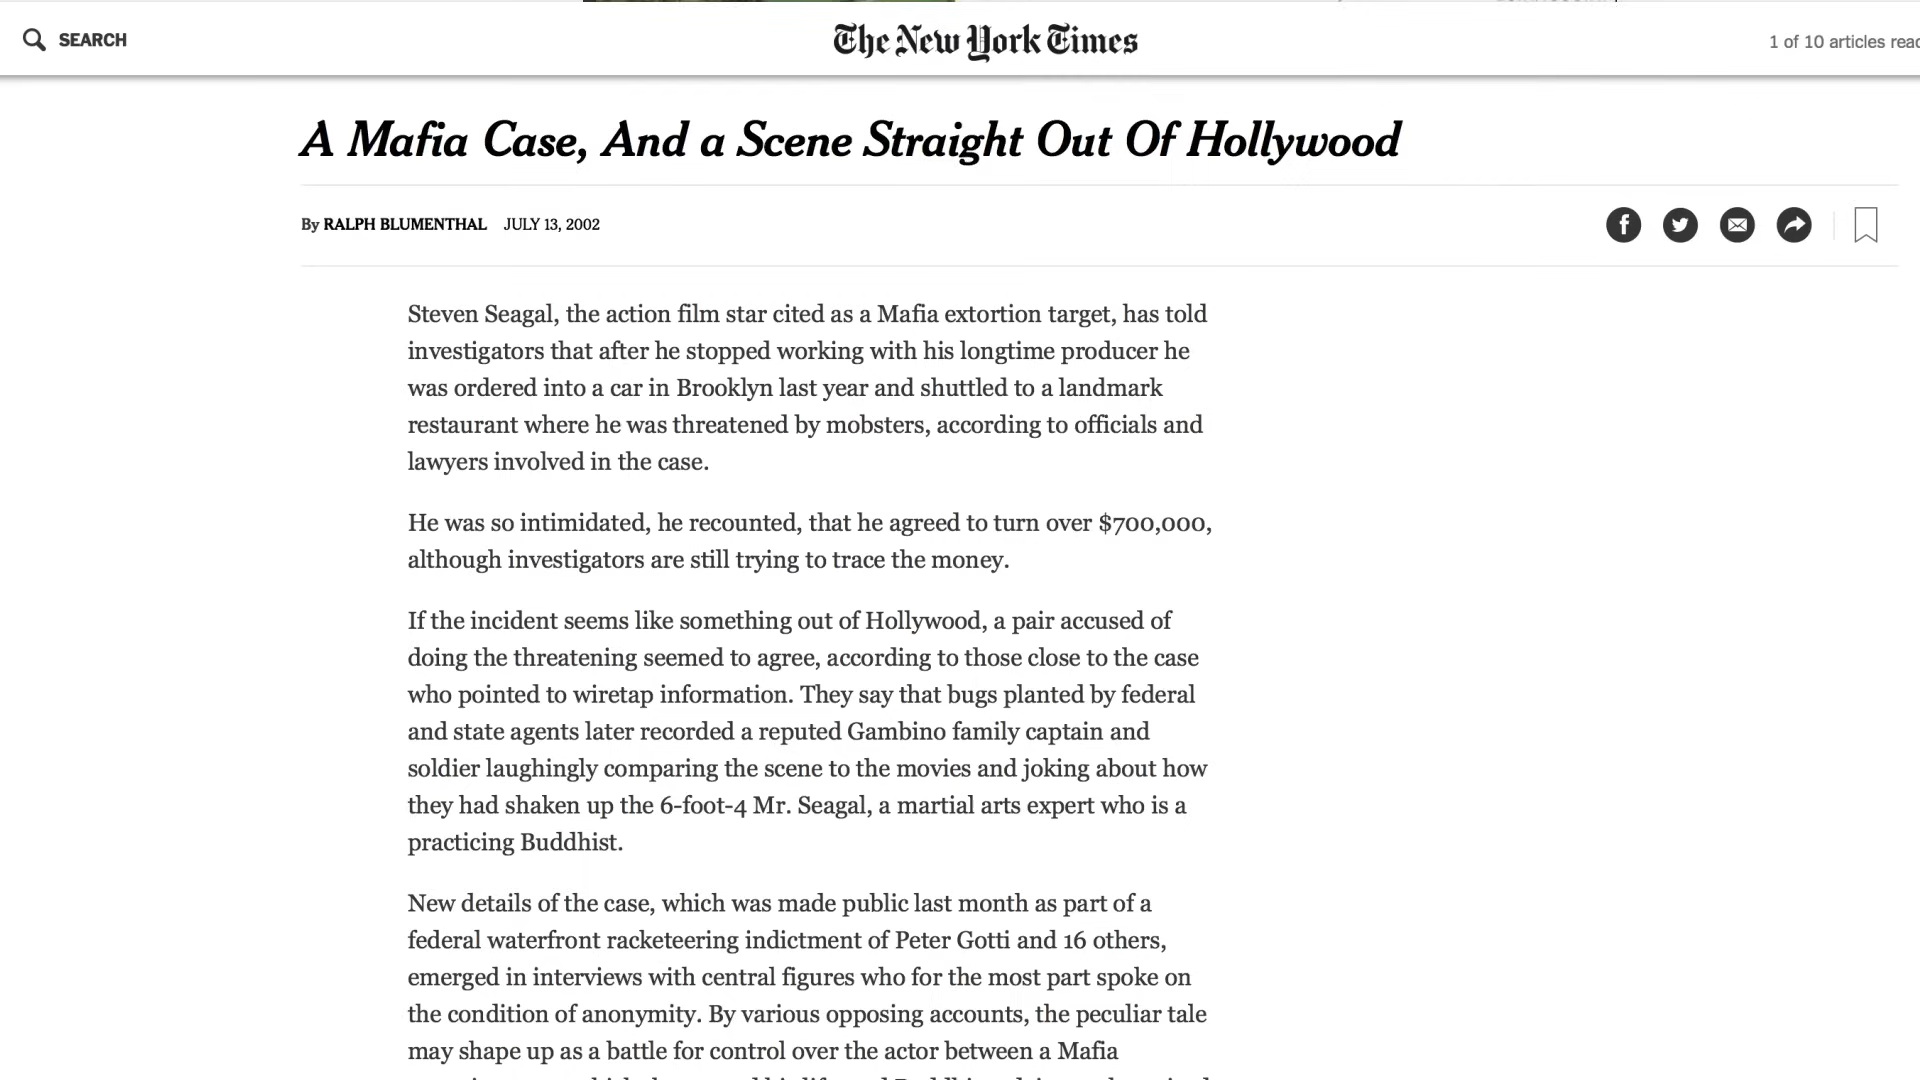 SEARCH
The New York Times
1 of 10 articles read
A Mafia Case, And a Scene Straight Out Of Hollywood
By RALPH BLUMENTHAL JULY 13, 2002
Steven Seagal, the action film star cited as a Mafia extortion target, has told
investigators that after he stopped working with his longtime producer he
was ordered into a car in Brooklyn last year and shuttled to a landmark
restaurant where he was threatened by mobsters, according to officials and
lawyers involved in the case.
He was so intimidated, he recounted, that he agreed to turn over $700,000,
although investigators are still trying to trace the money.
If the incident seems like something out of Hollywood, a pair accused of
doing the threatening seemed to agree, according to those close to the case
who pointed to wiretap information. They say that bugs planted by federal
and state agents later recorded a reputed Gambino family captain and
soldier laughingly comparing the scene to the movies and joking about how
they had shaken up the 6-foot-4 Mr. Seagal, a martial arts expert who is a
practicing Buddhist.
New details of the case, which was made public last month as part of a
federal waterfront racketeering indictment of Peter Gotti and 16 others,
emerged in interviews with central figures who for the most part spoke on
the condition of anonymity. By various opposing accounts, the peculiar tale
may shape up as a battle for control over the actor between a Mafia